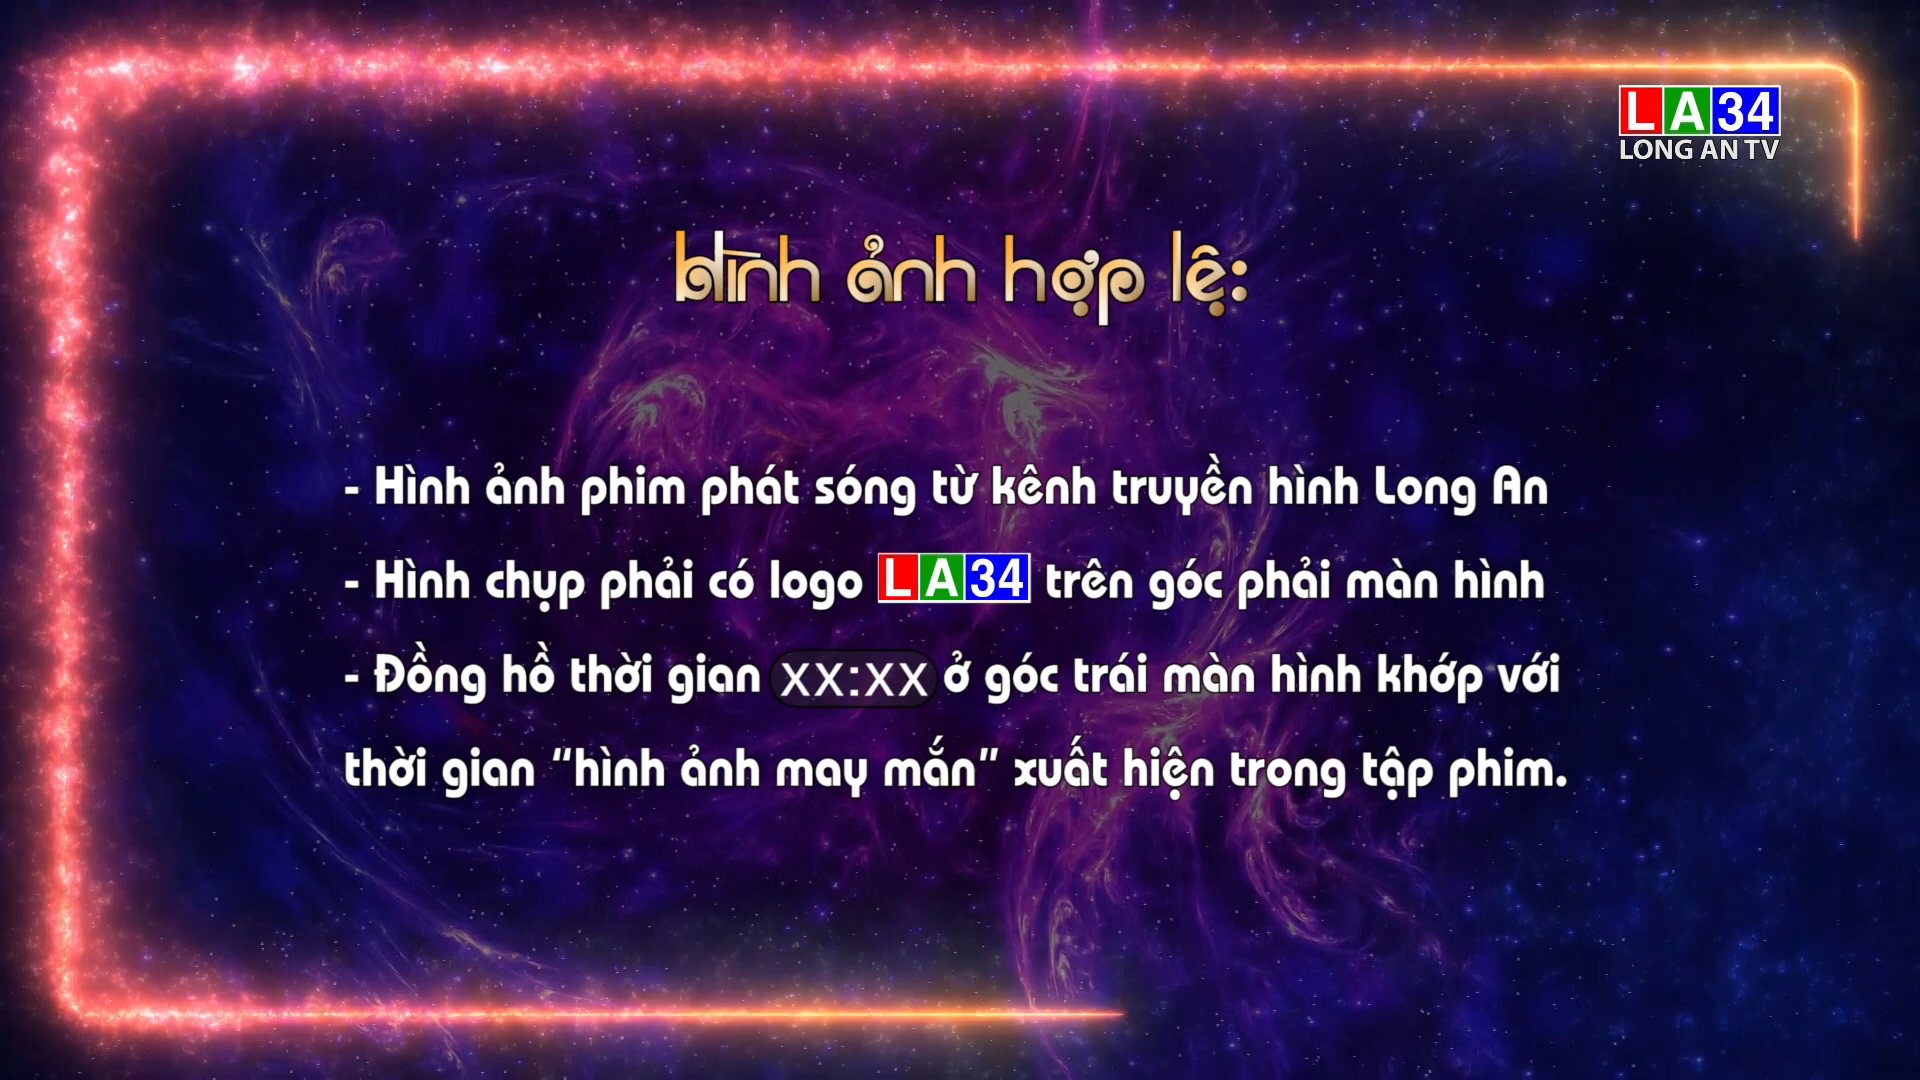 LA34
LONG AN TV
Hình ảnh hợp lệ:
- Hình ảnh phim phát sóng từ kênh truyền hình Long An
- Hình chụp phải có logo LA34 trên góc phải màn hình
- Đồng hồ thời gian XX:XX ở góc trái màn hình khớp với
thời gian “hình ảnh may mắn” xuất hiện trong tập phim.